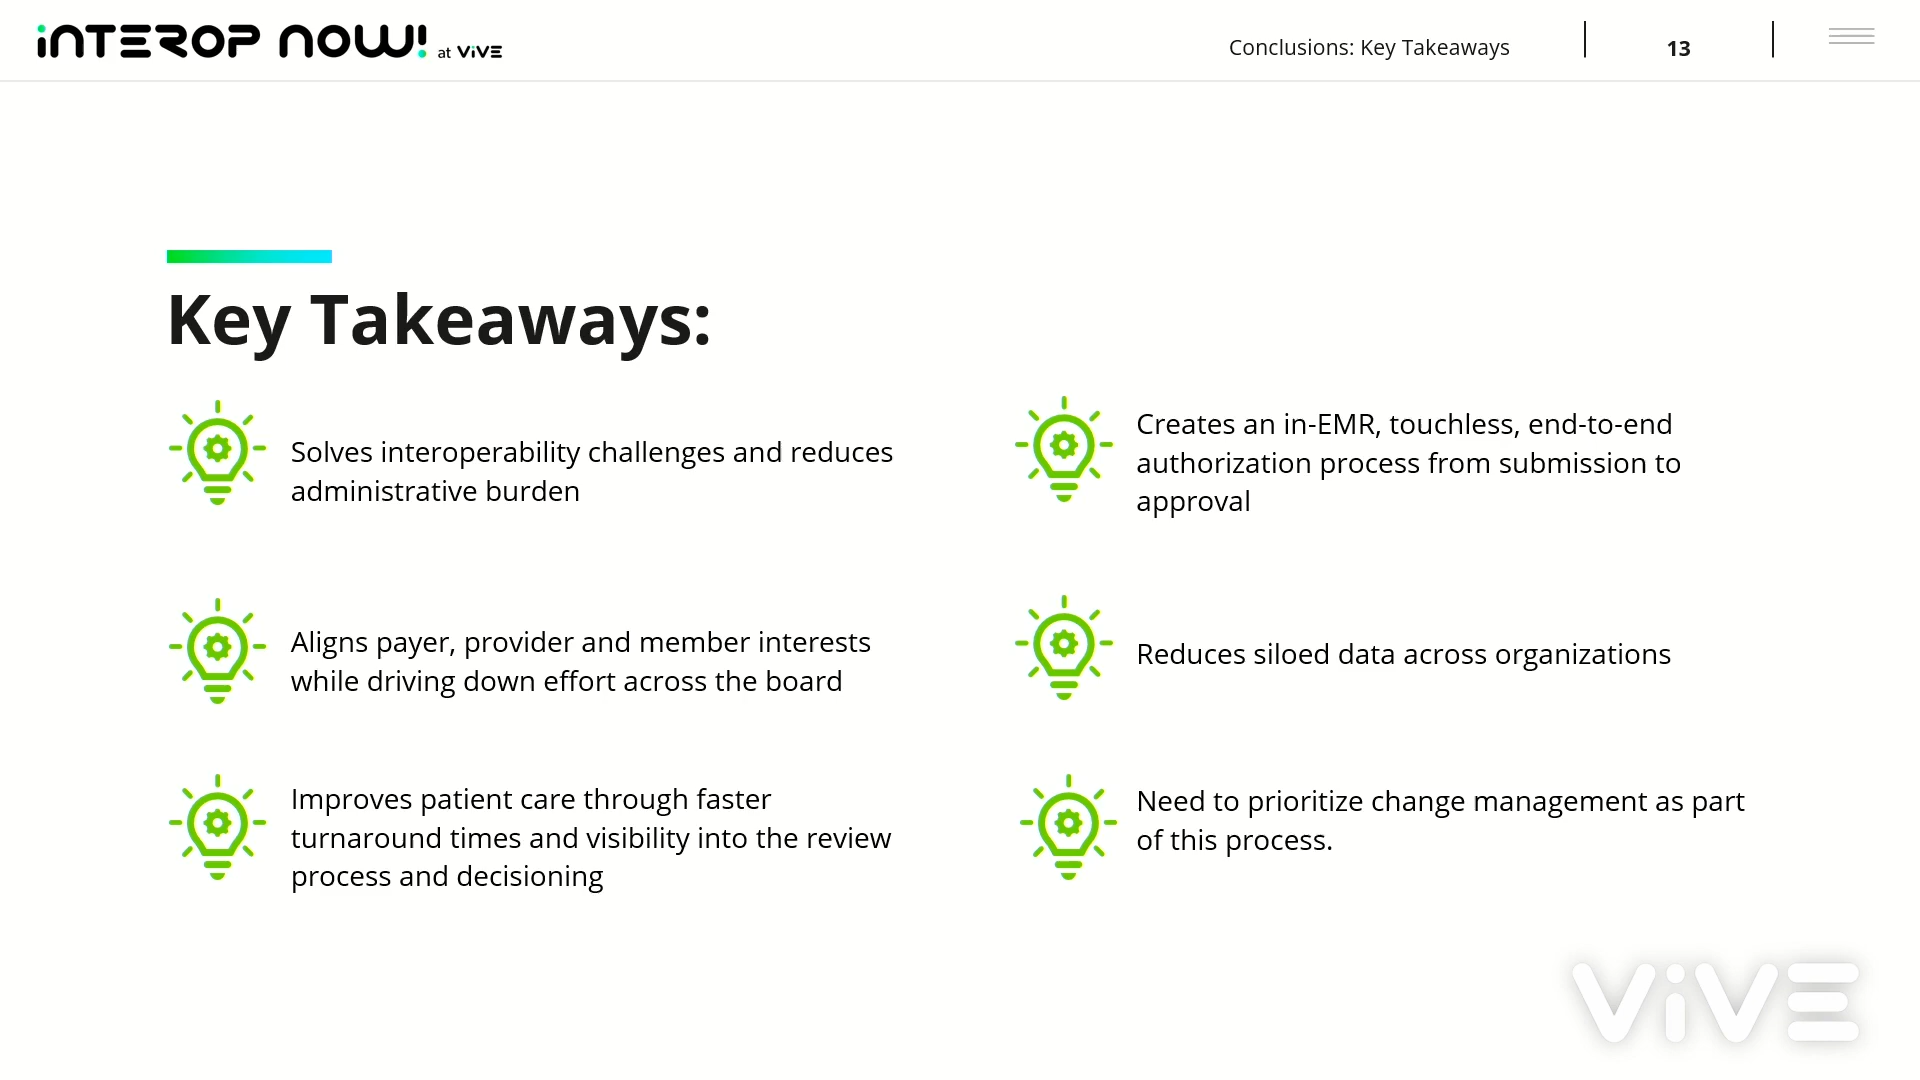 iNTEROP NOW! at ViVE
Conclusions: Key Takeaways
13
Key Takeaways:
Solves interoperability challenges and reduces
administrative burden
Aligns payer, provider and member interests
while driving down effort across the board
Improves patient care through faster
turnaround times and visibility into the review
process and decisioning
Creates an in-EMR, touchless, end-to-end
authorization process from submission to
approval
Reduces siloed data across organizations
Need to prioritize change management as part
of this process.
ViVE